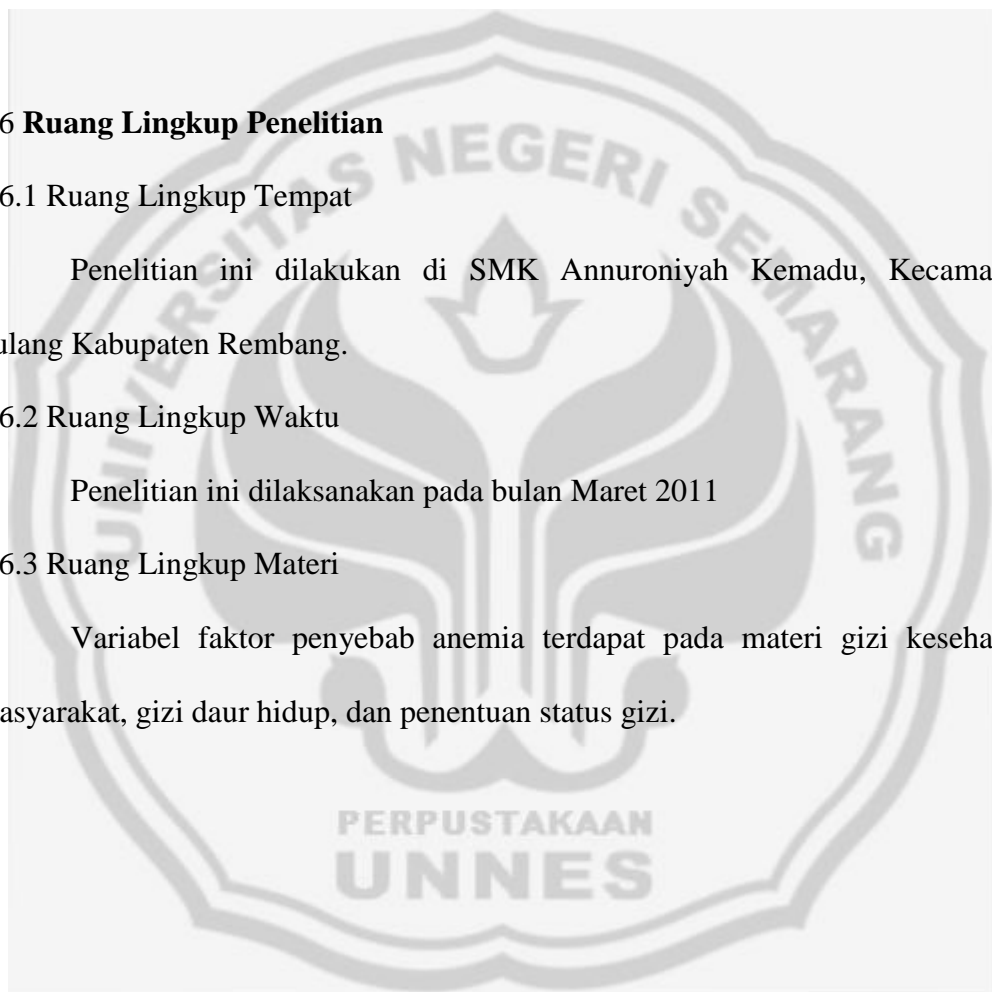 6 Ruang Lingkup Penelitian
6.1 Ruang Lingkup Tempat
Penelitian ini dilakukan di SMK Annuroniyah Kemadu, Kecama
ulang Kabupaten Rembang.
6.2 Ruang Lingkup Waktu
Penelitian ini dilaksanakan pada bulan Maret 2011
6.3 Ruang Lingkup Materi
Variabel faktor penyebab anemia terdapat pada materi gizi keseha
asyarakat, gizi daur hidup, dan penentuan status gizi.
UNIVERSITAS NEGERI SEMARANG
PERPUSTAKAAN
UNNES